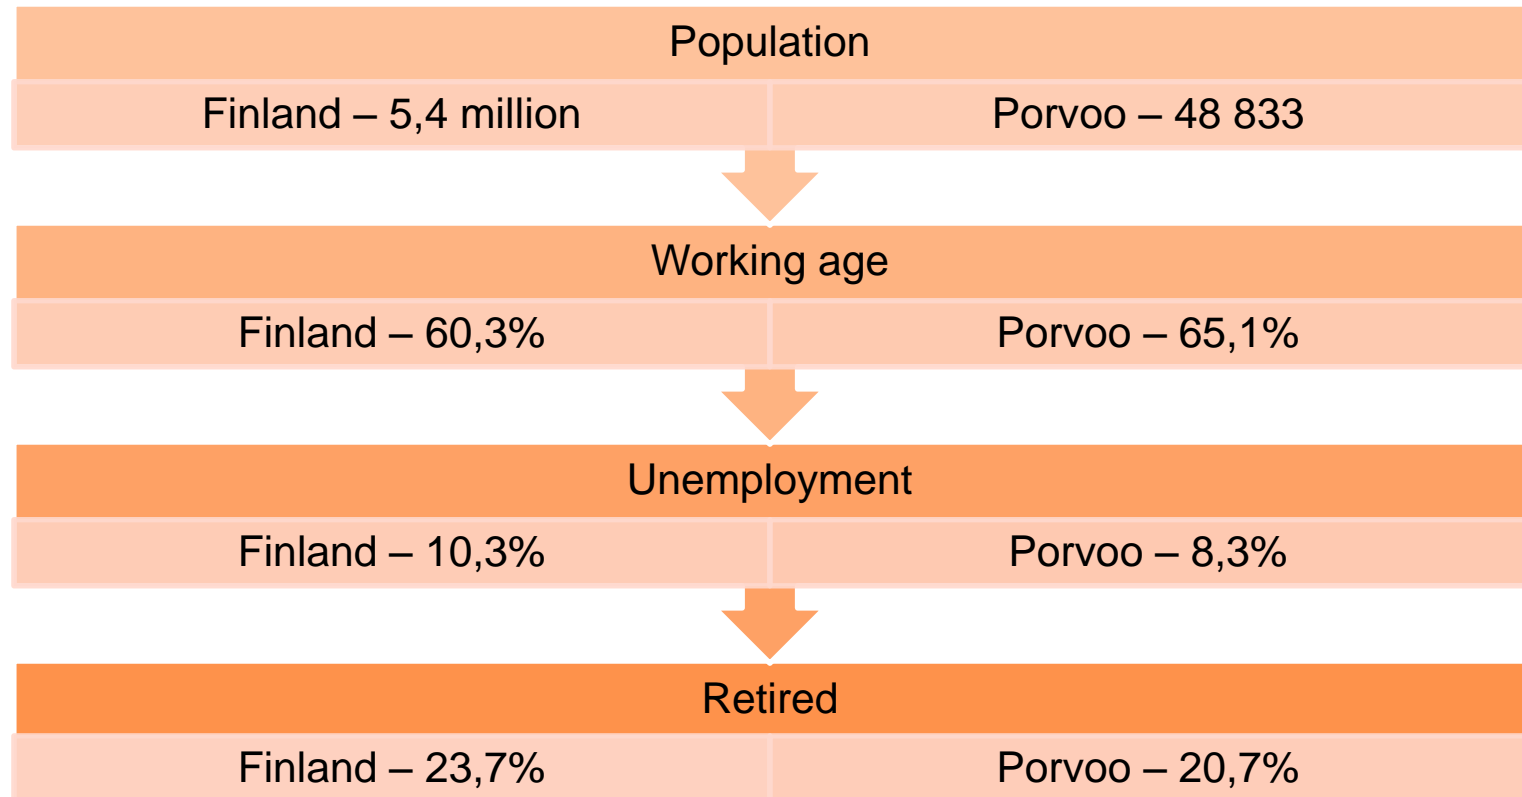 Population
Finland – 5,4 million
Porvoo – 48 833
Working age
Finland – 60,3%
Porvoo – 65,1%
Unemployment
Finland – 10,3%
Porvoo – 8,3%
Retired
Finland – 23,7%
Porvoo – 20,7%